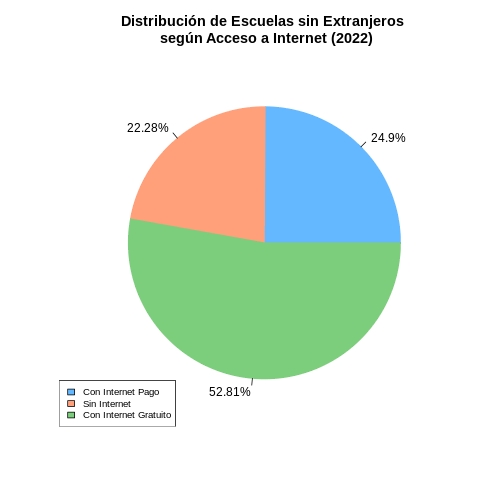 Distribución de Escuelas sin Extranjeros
según Acceso a Internet (2022)
22.28%
24.9%
52.81%
Con Internet Pago
Sin Internet
Con Internet Gratuito